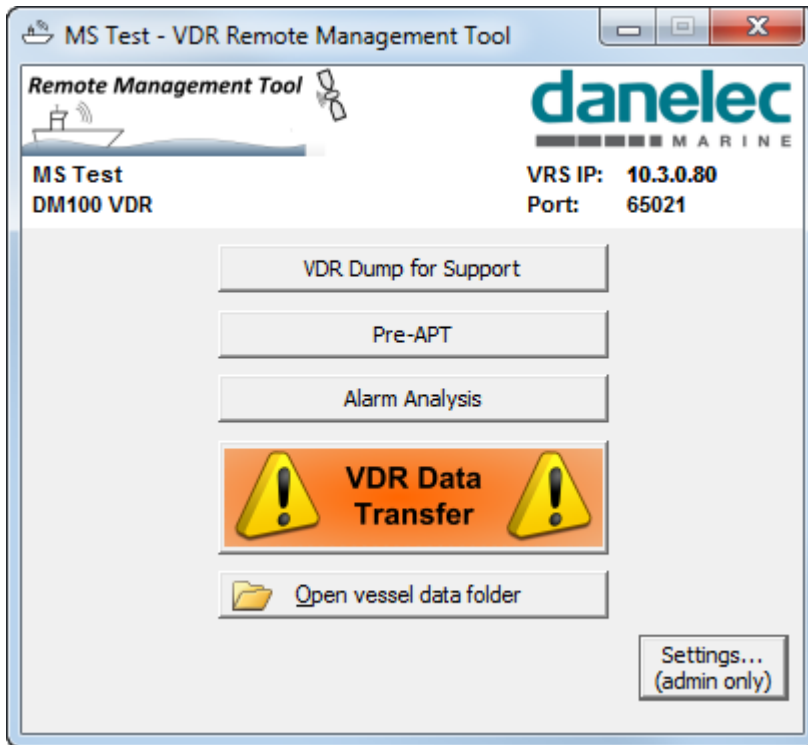 MS Test - VDR Remote Management Tool
Remote Management Tool
danelec
MARINE
MS Test
DM100 VDR
VRS IP: 10.3.0.80
Port: 65021
VDR Dump for Support
Pre-APT
Alarm Analysis
VDR Data
Transfer
Open vessel data folder
Settings...
(admin only)